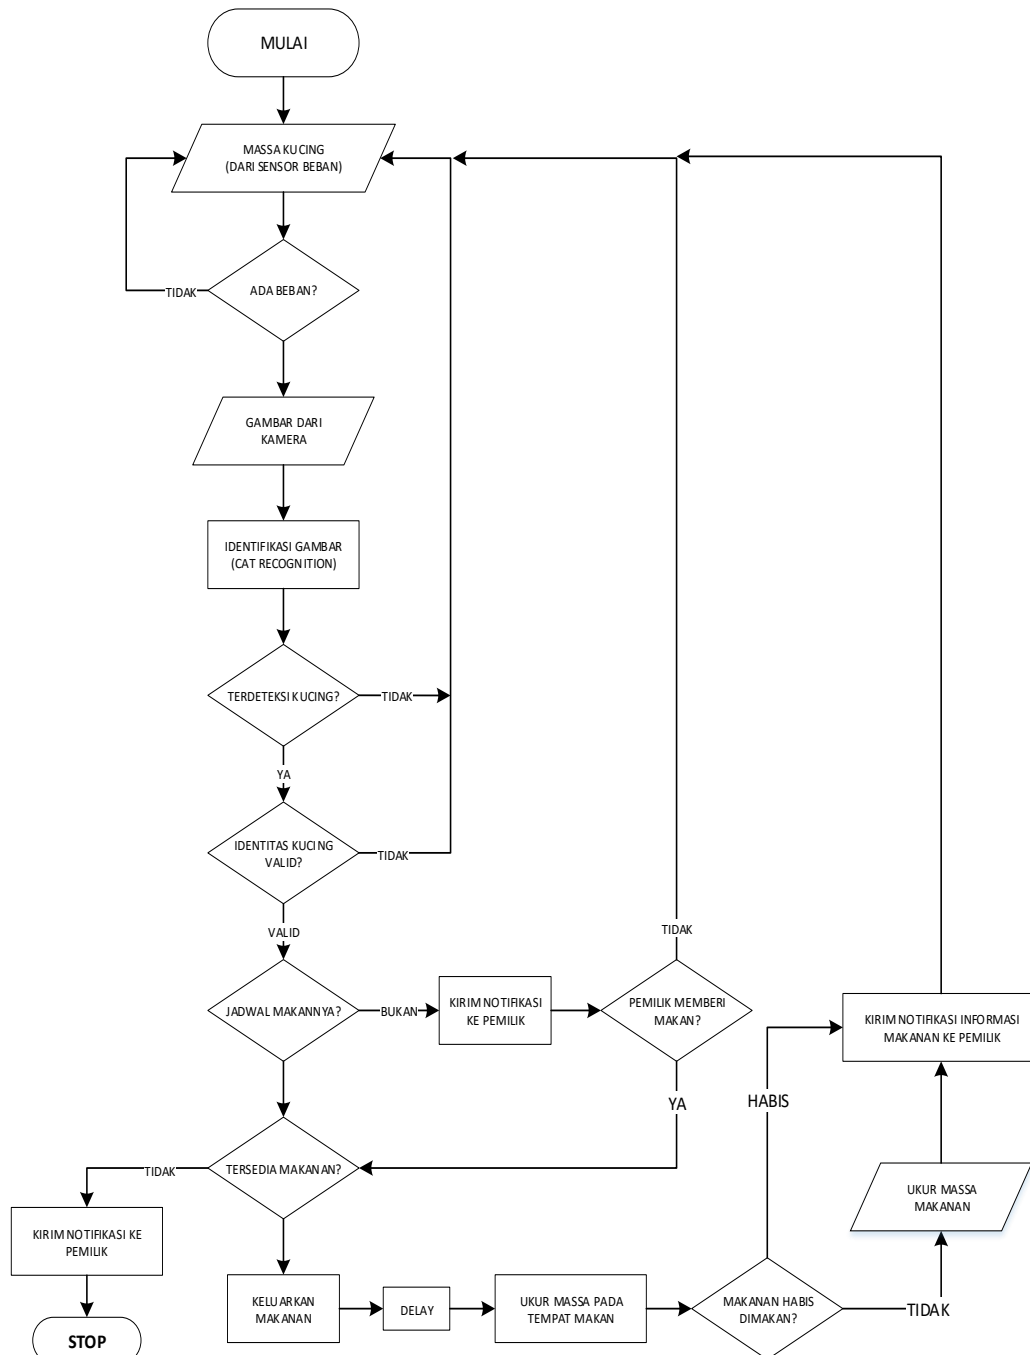 MULAI
MASSA KUCING
(DARI SENSOR BEBAN)
ADA BEBAN?
TIDAK
GAMBAR DARI
KAMERA
IDENTIFIKASI GAMBAR
(CAT RECOGNITION)
TERDETEKSI KUCING?
TIDAK
YA
IDENTITAS KUCING
VALID?
TIDAK
VALID
JADWAL MAKANNYA?
BUKAN
KIRIM NOTIFIKASI
KE PEMILIK
TIDAK
PEMILIK MEMBERI
MAKAN?
YA
KIRIM NOTIFIKASI INFORMASI
MAKANAN KE PEMILIK
HABIS
TERSEDIA MAKANAN?
TIDAK
UKUR MASSA
MAKANAN
KIRIM NOTIFIKASI KE
PEMILIK
KELUARKAN
MAKANAN
DELAY
UKUR MASSA PADA
TEMPAT MAKAN
MAKANAN HABIS
DIMAKAN?
TIDAK
STOP